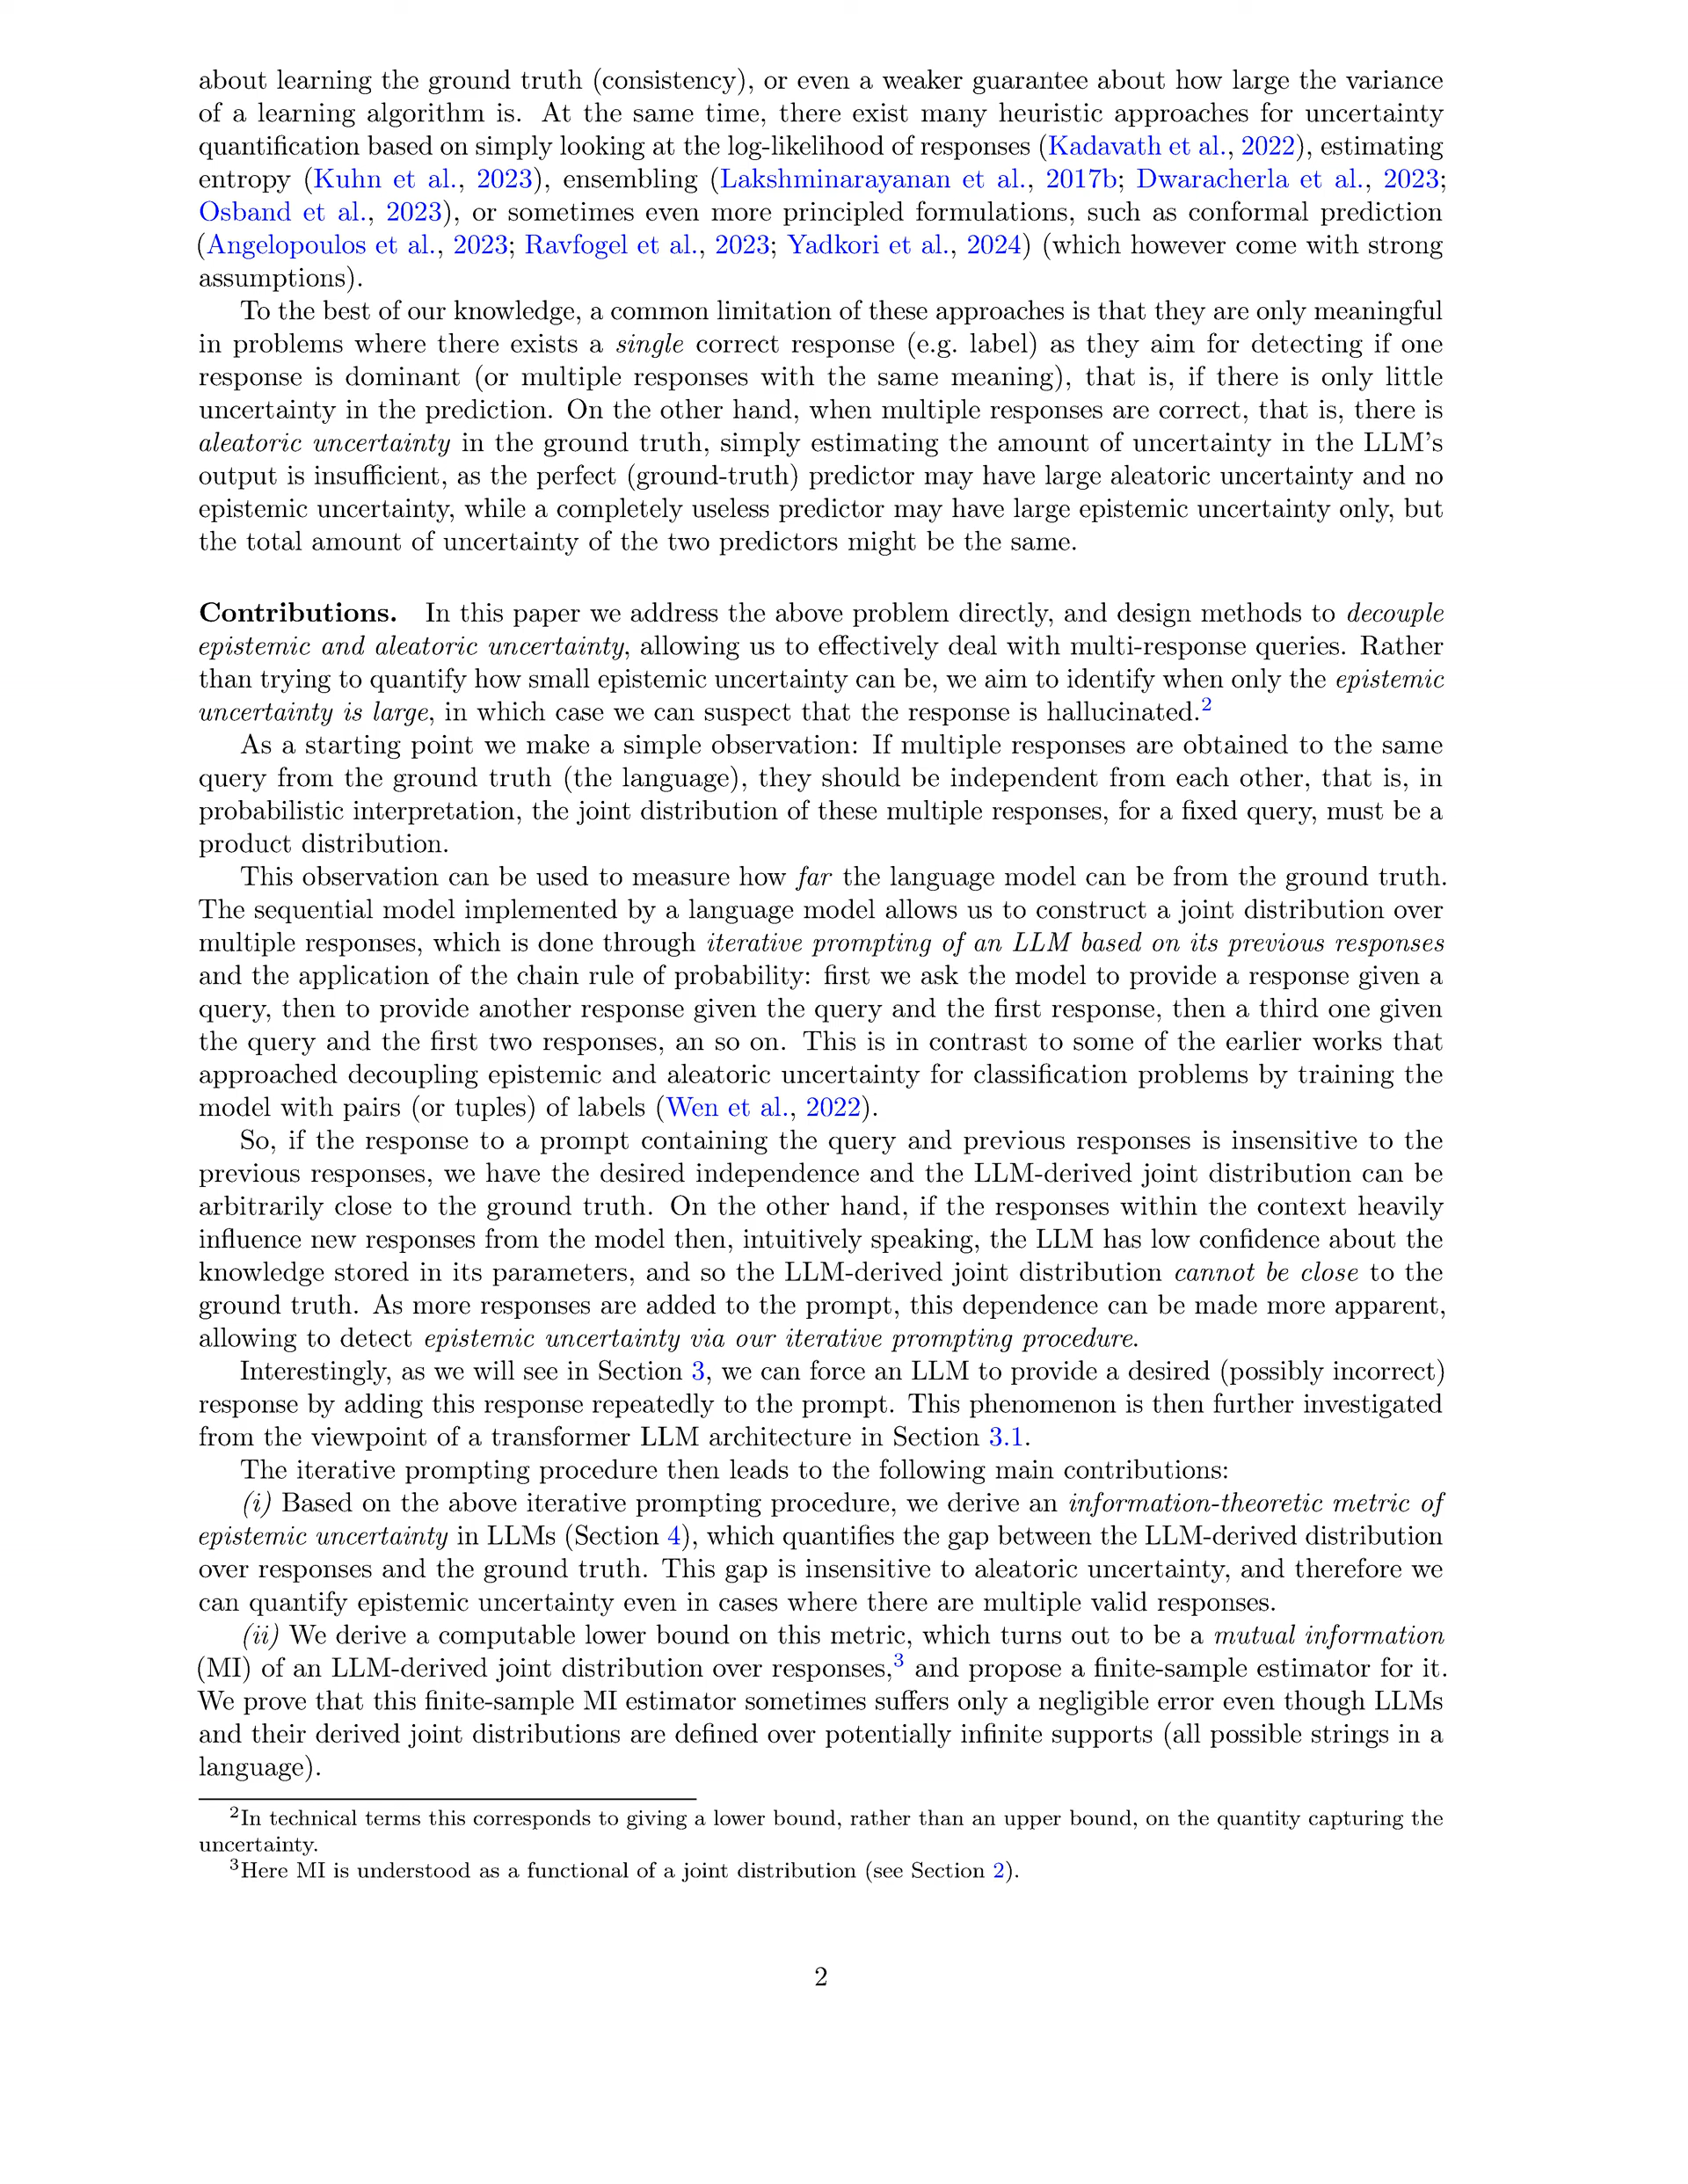 about learning the ground truth (consistency), or even a weaker guarantee about how large the variance
of a learning algorithm is. At the same time, there exist many heuristic approaches for uncertainty
quantification based on simply looking at the log-likelihood of responses (Kadavath et al., 2022), estimating
entropy (Kuhn et al., 2023), ensembling (Lakshminarayanan et al., 2017b; Dwaracherla et al., 2023;
Osband et al., 2023), or sometimes even more principled formulations, such as conformal prediction
(Angelopoulos et al., 2023; Ravfogel et al., 2023; Yadkori et al., 2024) (which however come with strong
assumptions).
To the best of our knowledge, a common limitation of these approaches is that they are only meaningful
in problems where there exists a single correct response (e.g. label) as they aim for detecting if one
response is dominant (or multiple responses with the same meaning), that is, if there is only little
uncertainty in the prediction. On the other hand, when multiple responses are correct, that is, there is
aleatoric uncertainty in the ground truth, simply estimating the amount of uncertainty in the LLM's
output is insufficient, as the perfect (ground-truth) predictor may have large aleatoric uncertainty and no
epistemic uncertainty, while a completely useless predictor may have large epistemic uncertainty only, but
the total amount of uncertainty of the two predictors might be the same.
Contributions. In this paper we address the above problem directly, and design methods to decouple
epistemic and aleatoric uncertainty, allowing us to effectively deal with multi-response queries. Rather
than trying to quantify how small epistemic uncertainty can be, we aim to identify when only the epistemic
uncertainty is large, in which case we can suspect that the response is hallucinated.2
As a starting point we make a simple observation: If multiple responses are obtained to the same
query from the ground truth (the language), they should be independent from each other, that is, in
probabilistic interpretation, the joint distribution of these multiple responses, for a fixed query, must be a
product distribution.
This observation can be used to measure how far the language model can be from the ground truth.
The sequential model implemented by a language model allows us to construct a joint distribution over
multiple responses, which is done through iterative prompting of an LLM based on its previous responses
and the application of the chain rule of probability: first we ask the model to provide a response given a
query, then to provide another response given the query and the first response, then a third one given
the query and the first two responses, an so on. This is in contrast to some of the earlier works that
approached decoupling epistemic and aleatoric uncertainty for classification problems by training the
model with pairs (or tuples) of labels (Wen et al., 2022).
So, if the response to a prompt containing the query and previous responses is insensitive to the
previous responses, we have the desired independence and the LLM-derived joint distribution can be
arbitrarily close to the ground truth. On the other hand, if the responses within the context heavily
influence new responses from the model then, intuitively speaking, the LLM has low confidence about the
knowledge stored in its parameters, and so the LLM-derived joint distribution cannot be close to the
ground truth. As more responses are added to the prompt, this dependence can be made more apparent,
allowing to detect epistemic uncertainty via our iterative prompting procedure.
Interestingly, as we will see in Section 3, we can force an LLM to provide a desired (possibly incorrect)
response by adding this response repeatedly to the prompt. This phenomenon is then further investigated
from the viewpoint of a transformer LLM architecture in Section 3.1.
The iterative prompting procedure then leads to the following main contributions:
(i) Based on the above iterative prompting procedure, we derive an information-theoretic metric of
epistemic uncertainty in LLMs (Section 4), which quantifies the gap between the LLM-derived distribution
over responses and the ground truth. This gap is insensitive to aleatoric uncertainty, and therefore we
can quantify epistemic uncertainty even in cases where there are multiple valid responses.
(ii) We derive a computable lower bound on this metric, which turns out to be a mutual information
(MI) of an LLM-derived joint distribution over responses,3 and propose a finite-sample estimator for it.
We prove that this finite-sample MI estimator sometimes suffers only a negligible error even though LLMs
and their derived joint distributions are defined over potentially infinite supports (all possible strings in a
language).
2In technical terms this corresponds to giving a lower bound, rather than an upper bound, on the quantity capturing the
uncertainty.
3Here MI is understood as a functional of a joint distribution (see Section 2).
2